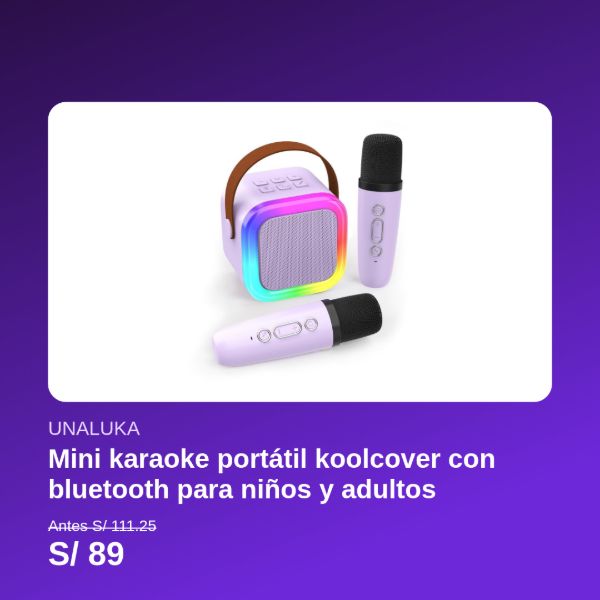 UNALUKA
Mini karaoke portátil koolcover con
bluetooth para niños y adultos
Antes S/ 111.25
S/ 89